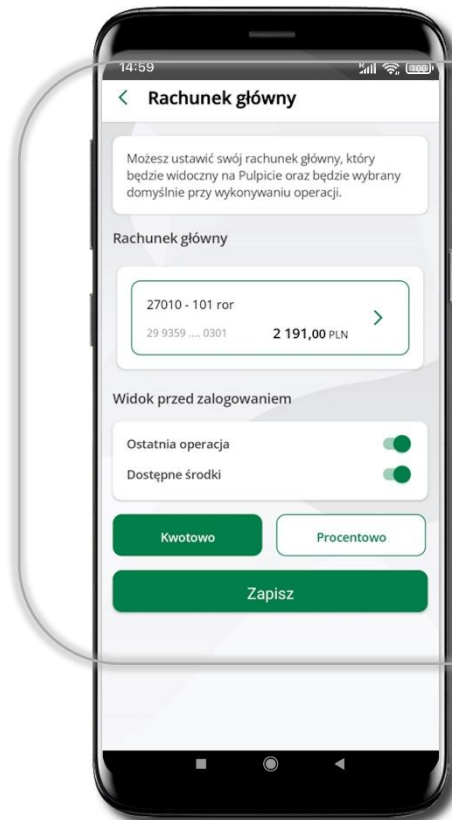 14:59
100
Rachunek główny
Możesz ustawić swój rachunek główny, który
będzie widoczny na Pulpicie oraz będzie wybrany
domyślnie przy wykonywaniu operacji.
Rachunek główny
27010 - 101 ror
29 9359 .... 0301 2 191,00 PLN
Widok przed zalogowaniem
Ostatnia operacja
Dostępne środki
Kwotowo Procentowo
Zapisz